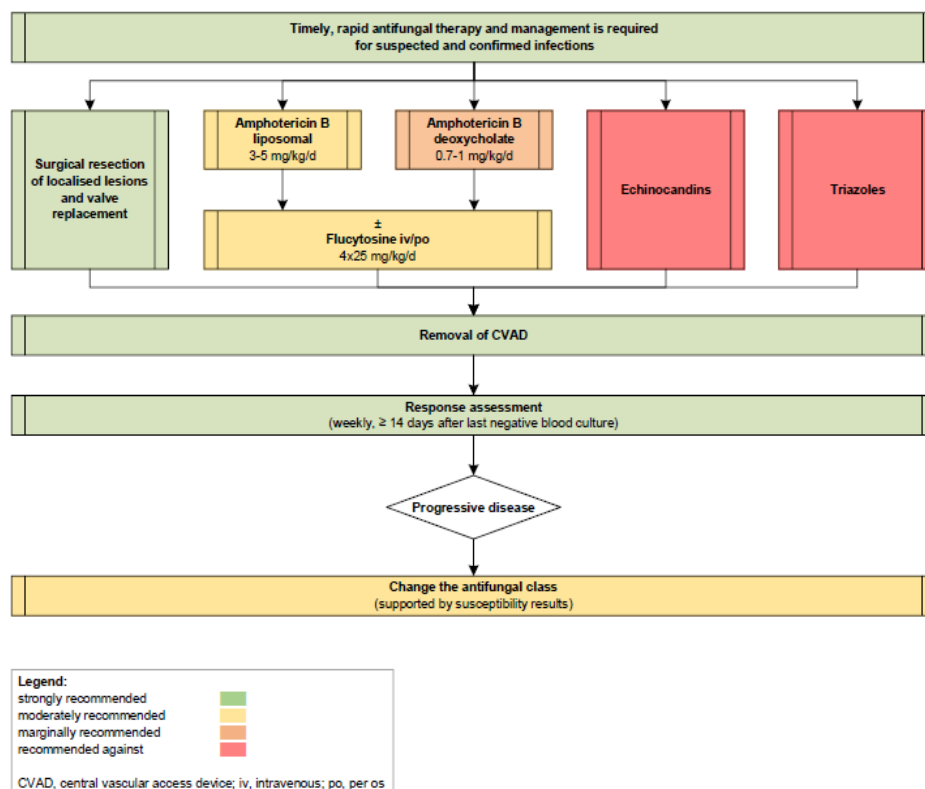 Timely, rapid antifungal therapy and management is required
for suspected and confirmed infections
Surgical resection
of localised lesions
and valve
replacement
Amphotericin B
liposomal
3-5 mg/kg/d
Amphotericin B
deoxycholate
0.7-1 mg/kg/d
±
Flucytosine iv/po
4x25 mg/kg/d
Echinocandins
Triazoles
Removal of CVAD
Response assessment
(weekly, ≥ 14 days after last negative blood culture)
Progressive disease
Change the antifungal class
(supported by susceptibility results)
Legend:
strongly recommended
moderately recommended
marginally recommended
recommended against
CVAD, central vascular access device; iv, intravenous; po, per os